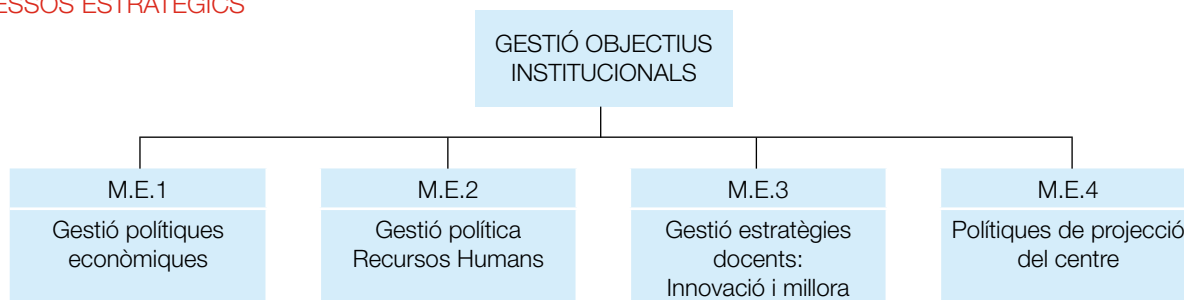 ESTRATÈGICS
GESTIÓ OBJECTIUS
INSTITUCIONALS
M.E.1
Gestió polítiques
econòmiques
M.E.2
Gestió política
Recursos Humans
M.E.3
Gestió estratègies
docents:
Innovació i millora
M.E.4
Polítiques de projecció
del centre